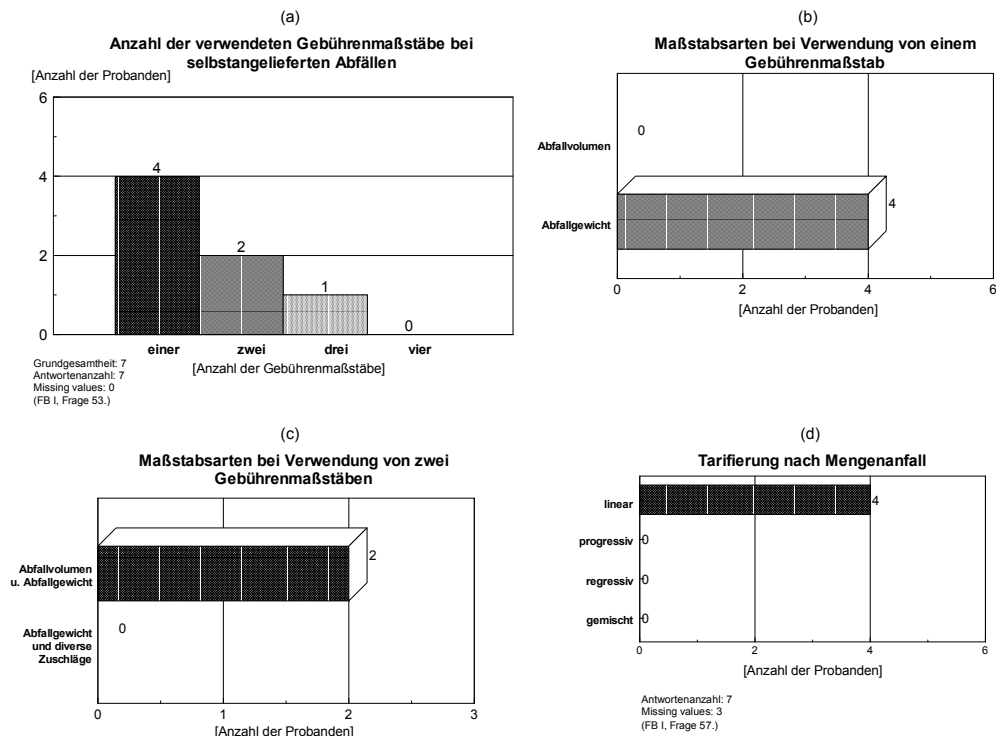 (a)
Anzahl der verwendeten Gebührenmaßstäbe bei
selbstangelieferten Abfällen
[Anzahl der Probanden]
6
4
2
0
4
2
1
0
einer zwei drei vier
[Anzahl der Gebührenmaßstäbe]
Grundgesamtheit: 7
Antwortenanzahl: 7
Missing values: 0
(FB I, Frage 53.)
(b)
Maßstabsarten bei Verwendung von einem
Gebührenmaßstab
Abfallvolumen
0
Abfallgewicht
4
0 2 4 6
[Anzahl der Probanden]
(c)
Maßstabsarten bei Verwendung von zwei
Gebührenmaßstäben
Abfallvolumen
u. Abfallgewicht
2
Abfallgewicht
und diverse
Zuschläge
0
0 1 2 3
[Anzahl der Probanden]
(d)
Tarifierung nach Mengenanfall
linear 4
progressiv 0
regressiv 0
gemischt 0
0 2 4 6
[Anzahl der Probanden]
Antwortenanzahl: 7
Missing values: 3
(FB I, Frage 57.)